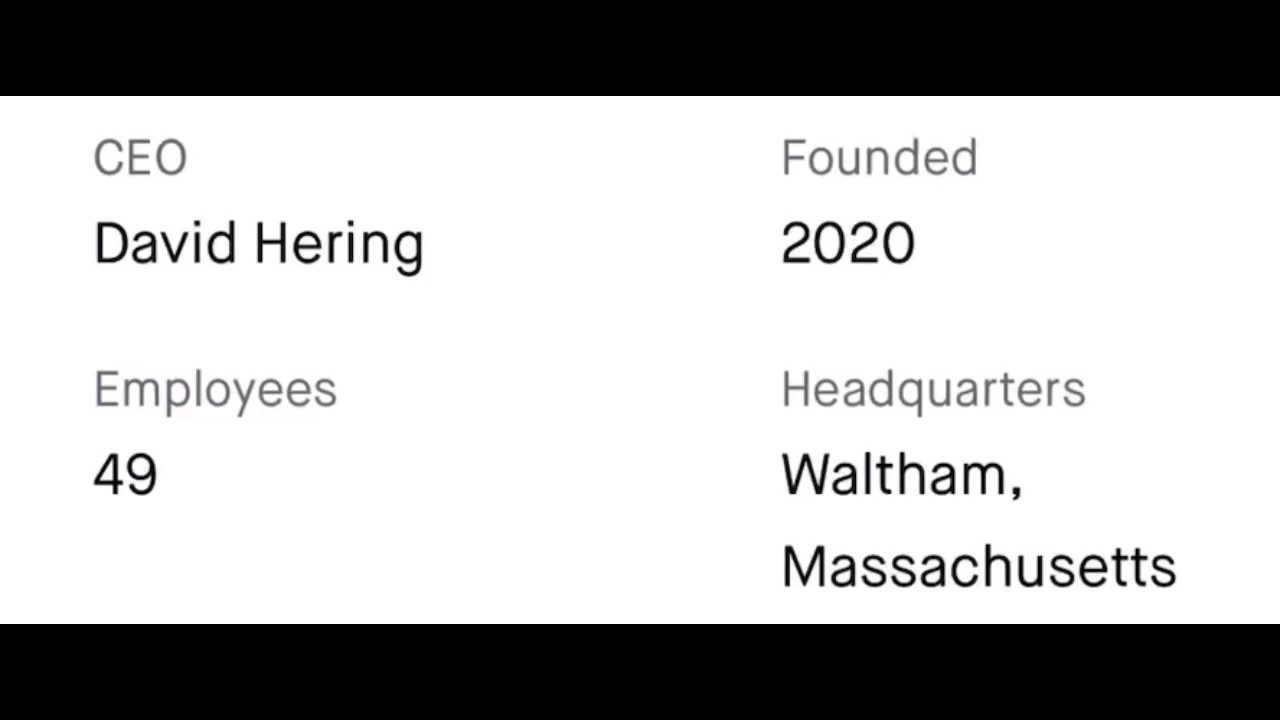 CEO
David Hering
Founded
2020
Employees
49
Headquarters
Waltham,
Massachusetts